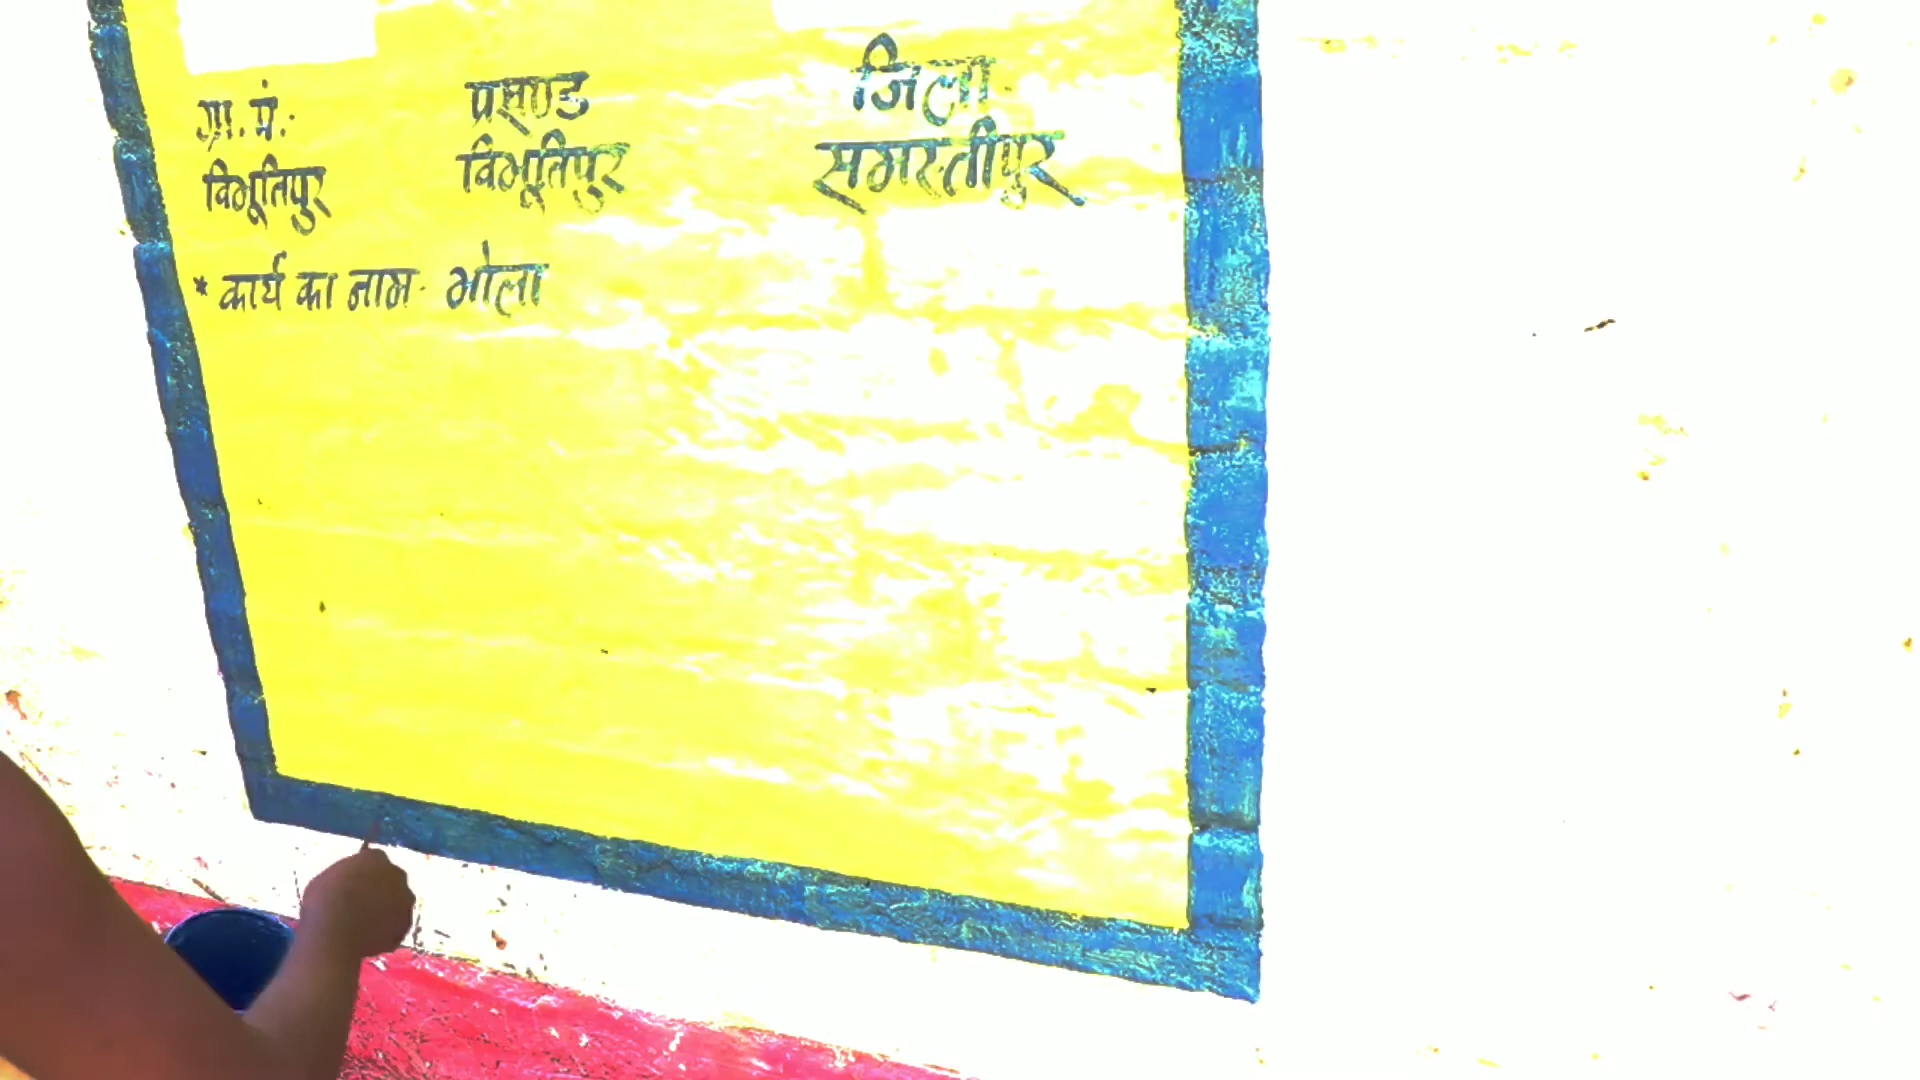 ग्रा. पं. प्रखण्ड जिला
विभूतिपुर विभूतिपुर समस्तीपुर
* कार्य का नाम - भोला